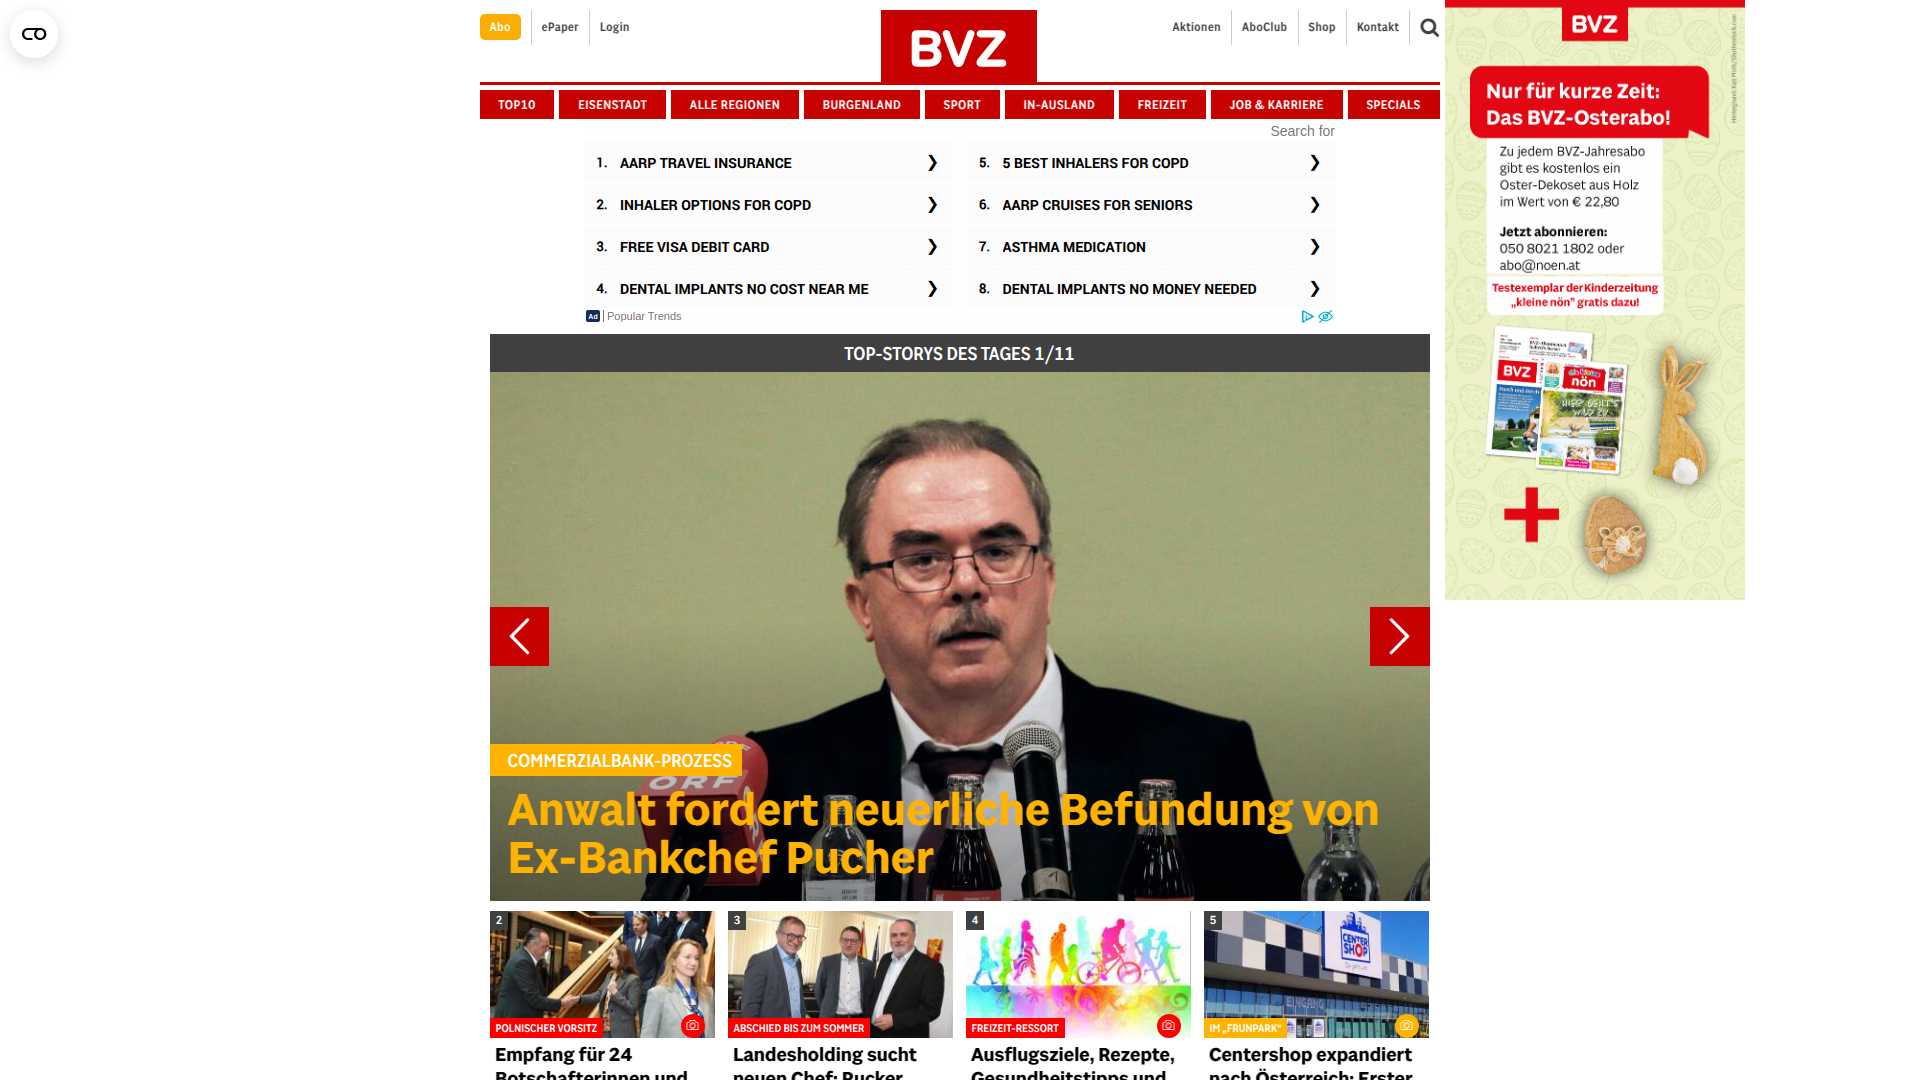 Abo
ePaper
Login
BVZ
Aktionen
AboClub
Shop
Kontakt
TOP10
EISENSTADT
ALLE REGIONEN
BURGENLAND
SPORT
IN-AUSLAND
FREIZEIT
JOB & KARRIERE
SPECIALS
Search for
1. AARP TRAVEL INSURANCE
2. INHALER OPTIONS FOR COPD
3. FREE VISA DEBIT CARD
4. DENTAL IMPLANTS NO COST NEAR ME
5. 5 BEST INHALERS FOR COPD
6. AARP CRUISES FOR SENIORS
7. ASTHMA MEDICATION
8. DENTAL IMPLANTS NO MONEY NEEDED
Ad | Popular Trends
TOP-STORYS DES TAGES 1/11
COMMERZIALBANK-PROZESS
ORF
Anwalt fordert neuerliche Befundung von
Ex-Bankchef Pucher
2
POLNISCHER VORSITZ
Empfang für 24
Botschafterinnen und
3
ABSCHIED BIS ZUM SOMMER
Landesholding sucht
neuen Chef: Pucker
4
FREIZEIT-RESSORT
Ausflugsziele, Rezepte,
Gesundheitstipps und
5
CENTER
SHOP
EINGANG
IM „FRUNPARK“
Centershop expandiert
nach Österreich: Erster
BVZ
Nur für kurze Zeit:
Das BVZ-Osterabo!
Zu jedem BVZ-Jahresabo
gibt es kostenlos ein
Oster-Dekoset aus Holz
im Wert von € 22,80
Jetzt abonnieren:
050 8021 1802 oder
abo@noen.at
Testexemplar der Kinderzeitung
„kleine nön“ gratis dazu!
BVZ
nön